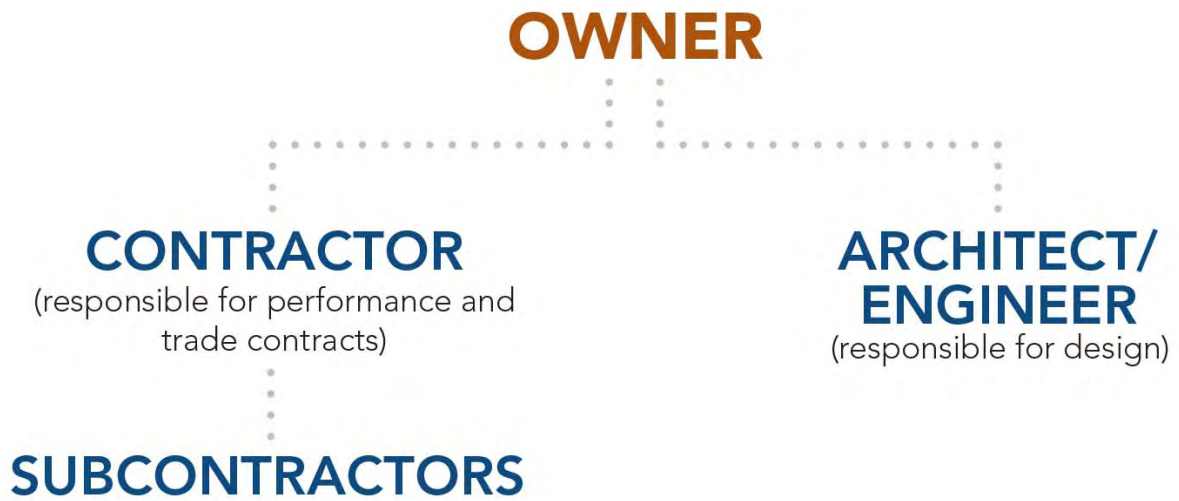 OWNER
CONTRACTOR
(responsible for performance and
trade contracts)
ARCHITECT/
ENGINEER
(responsible for design)
SUBCONTRACTORS